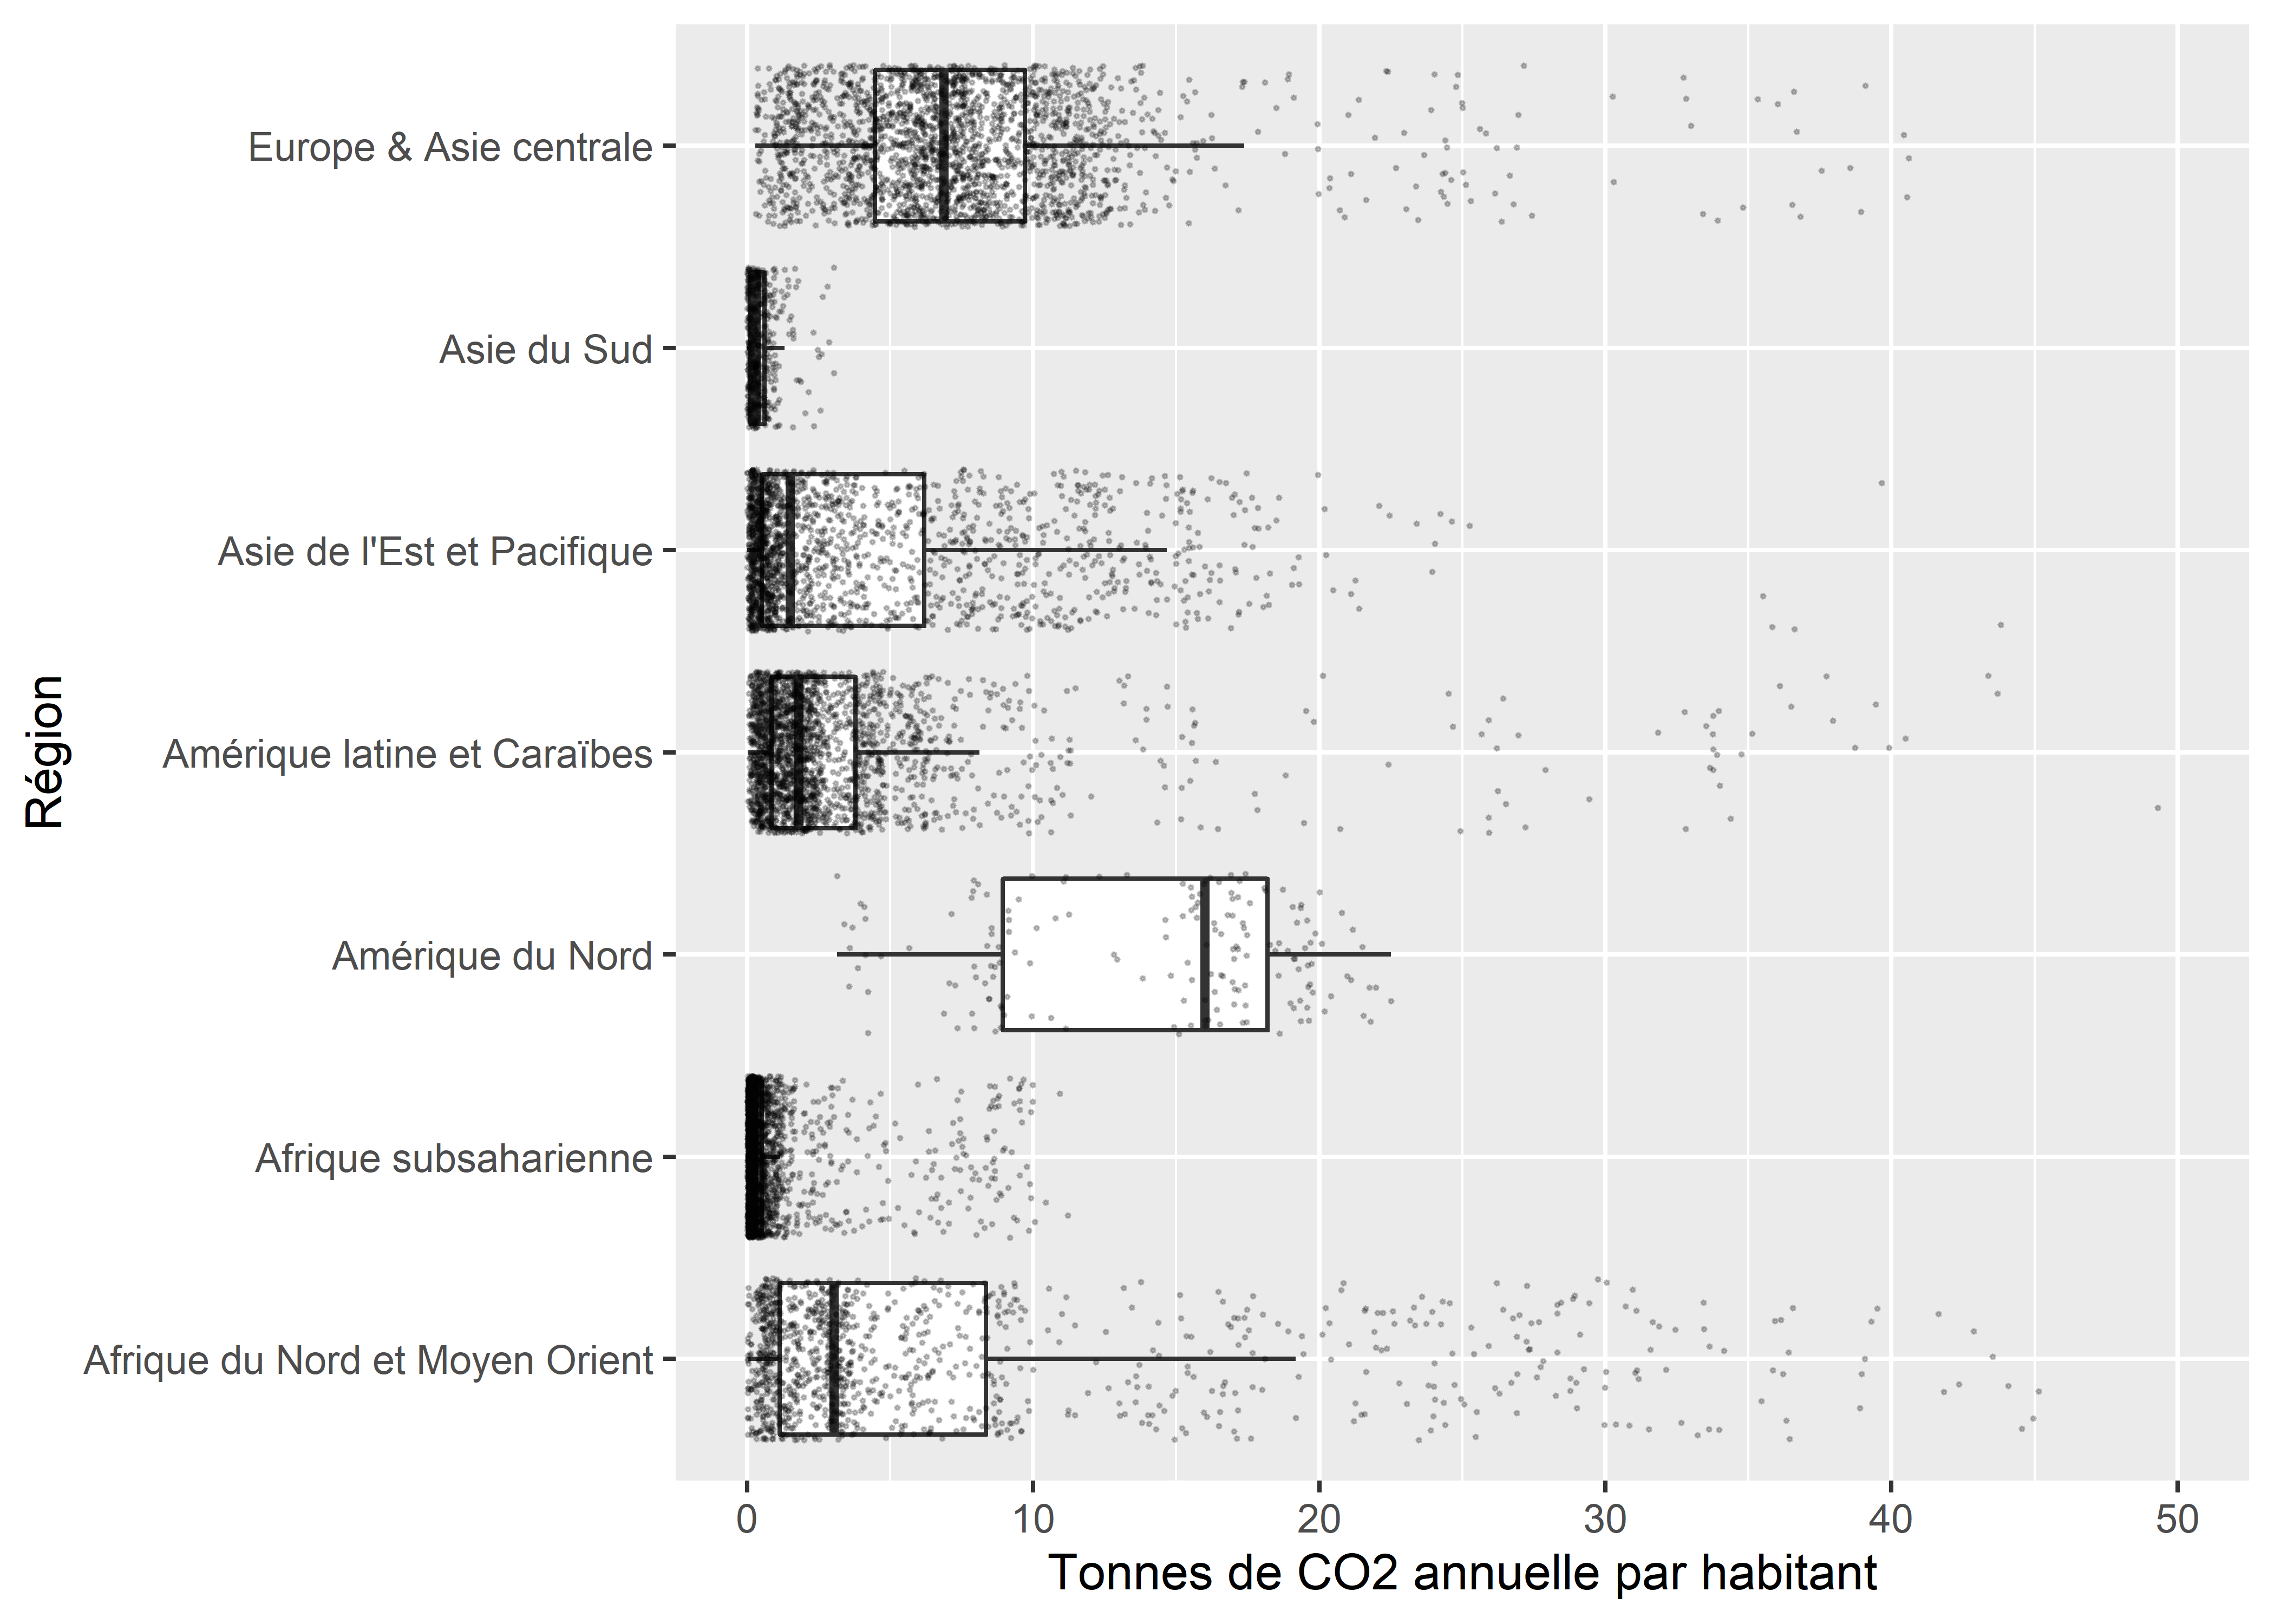 Europe & Asie centrale
Asie du Sud
Asie de l'Est et Pacifique
Amérique latine et Caraïbes
Amérique du Nord
Afrique subsaharienne
Afrique du Nord et Moyen Orient
Région
0 10 20 30 40 50
Tonnes de CO2 annuelle par habitant